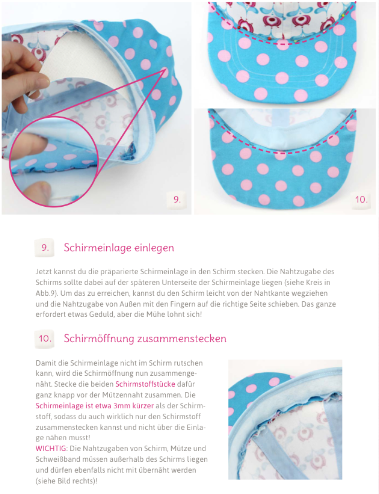 9.
10.
9. Schirmeinlage einlegen
Jetzt kannst du die präparierte Schirmeinlage in den Schirm stecken. Die Nahtzugabe des
Schirms sollte dabei auf der späteren Unterseite der Schirmeinlage liegen (siehe Kreis in
Abb.9). Um das zu erreichen, kannst du den Schirm leicht von der Nahtkante wegziehen
und die Nahtzugabe von Außen mit den Fingern auf die richtige Seite schieben. Das ganze
erfordert etwas Geduld, aber die Mühe lohnt sich!
10. Schirmöffnung zusammenstecken
Damit die Schirmeinlage nicht im Schirm rutschen
kann, wird die Schirmöffnung nun zusammenge-
näht. Stecke die beiden Schirmstoffstücke dafür
ganz knapp vor der Mützennaht zusammen. Die
Schirmeinlage ist etwa 3mm kürzer als der Schirm-
stoff, sodass du auch wirklich nur den Schirmstoff
zusammenstecken kannst und nicht über die Einla-
ge nähen musst!
WICHTIG: Die Nahtzugaben von Schirm, Mütze und
Schweißband müssen außerhalb des Schirms liegen
und dürfen ebenfalls nicht mit übernäht werden
(siehe Bild rechts)!